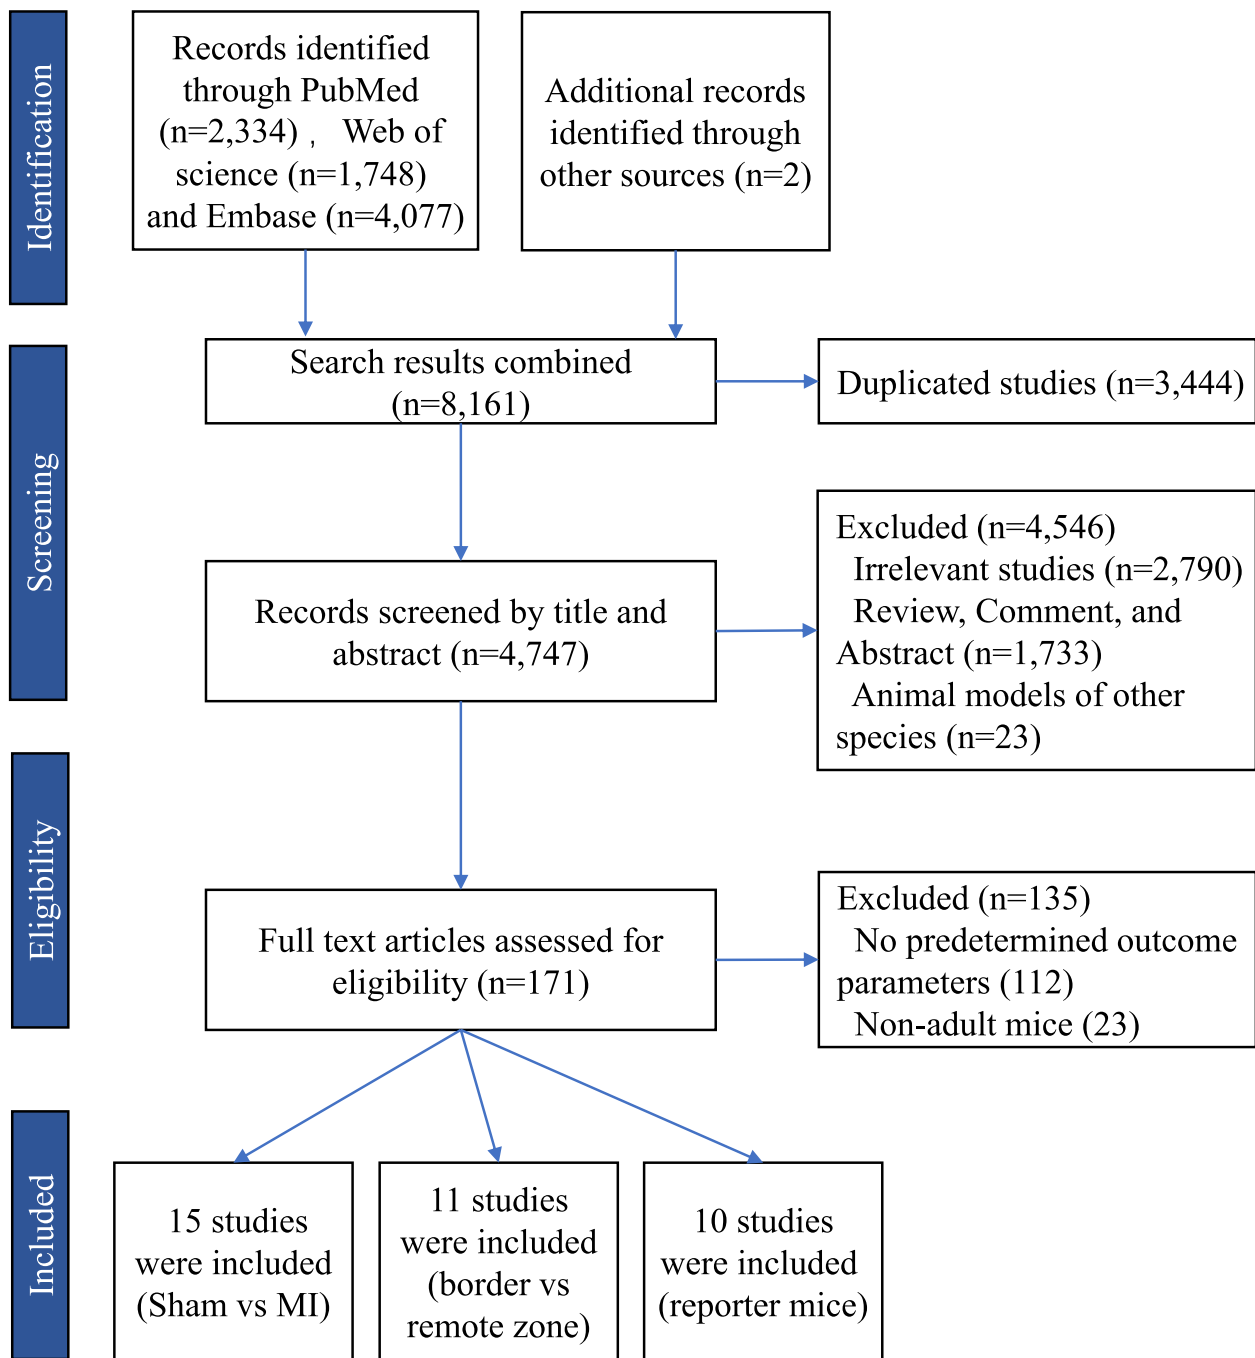 Identification
Records identified
through PubMed
(n=2,334) ,   Web of
science (n=1,748)
and Embase (n=4,077)
Additional records
identified through
other sources (n=2)
Screening
Search results combined
(n=8,161)
Duplicated studies (n=3,444)
Records screened by title and
abstract (n=4,747)
Excluded (n=4,546)
Irrelevant studies (n=2,790)
Review, Comment, and
Abstract (n=1,733)
Animal models of other
species (n=23)
Eligibility
Full text articles assessed for
eligibility (n=171)
Excluded (n=135)
No predetermined outcome
parameters (112)
Non-adult mice (23)
Included
15 studies
were included
(Sham vs MI)
11 studies
were included
(border vs
remote zone)
10 studies
were included
(reporter mice)